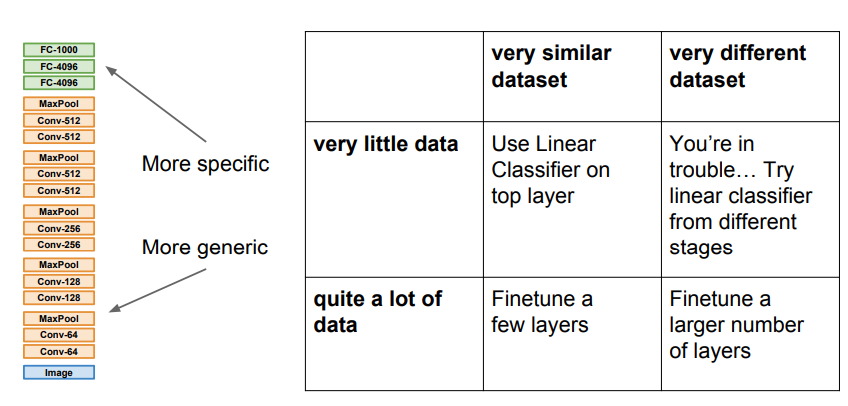 FC-1000
FC-4096
FC-4096
MaxPool
Conv-512
Conv-512
MaxPool
Conv-512
Conv-512
MaxPool
Conv-256
Conv-256
MaxPool
Conv-128
Conv-128
MaxPool
Conv-64
Conv-64
Image
More specific
More generic
very similar
dataset
very different
dataset
very little data
Use Linear
Classifier on
top layer
You're in
trouble… Try
linear classifier
from different
stages
quite a lot of
data
Finetune a
few layers
Finetune a
larger number
of layers